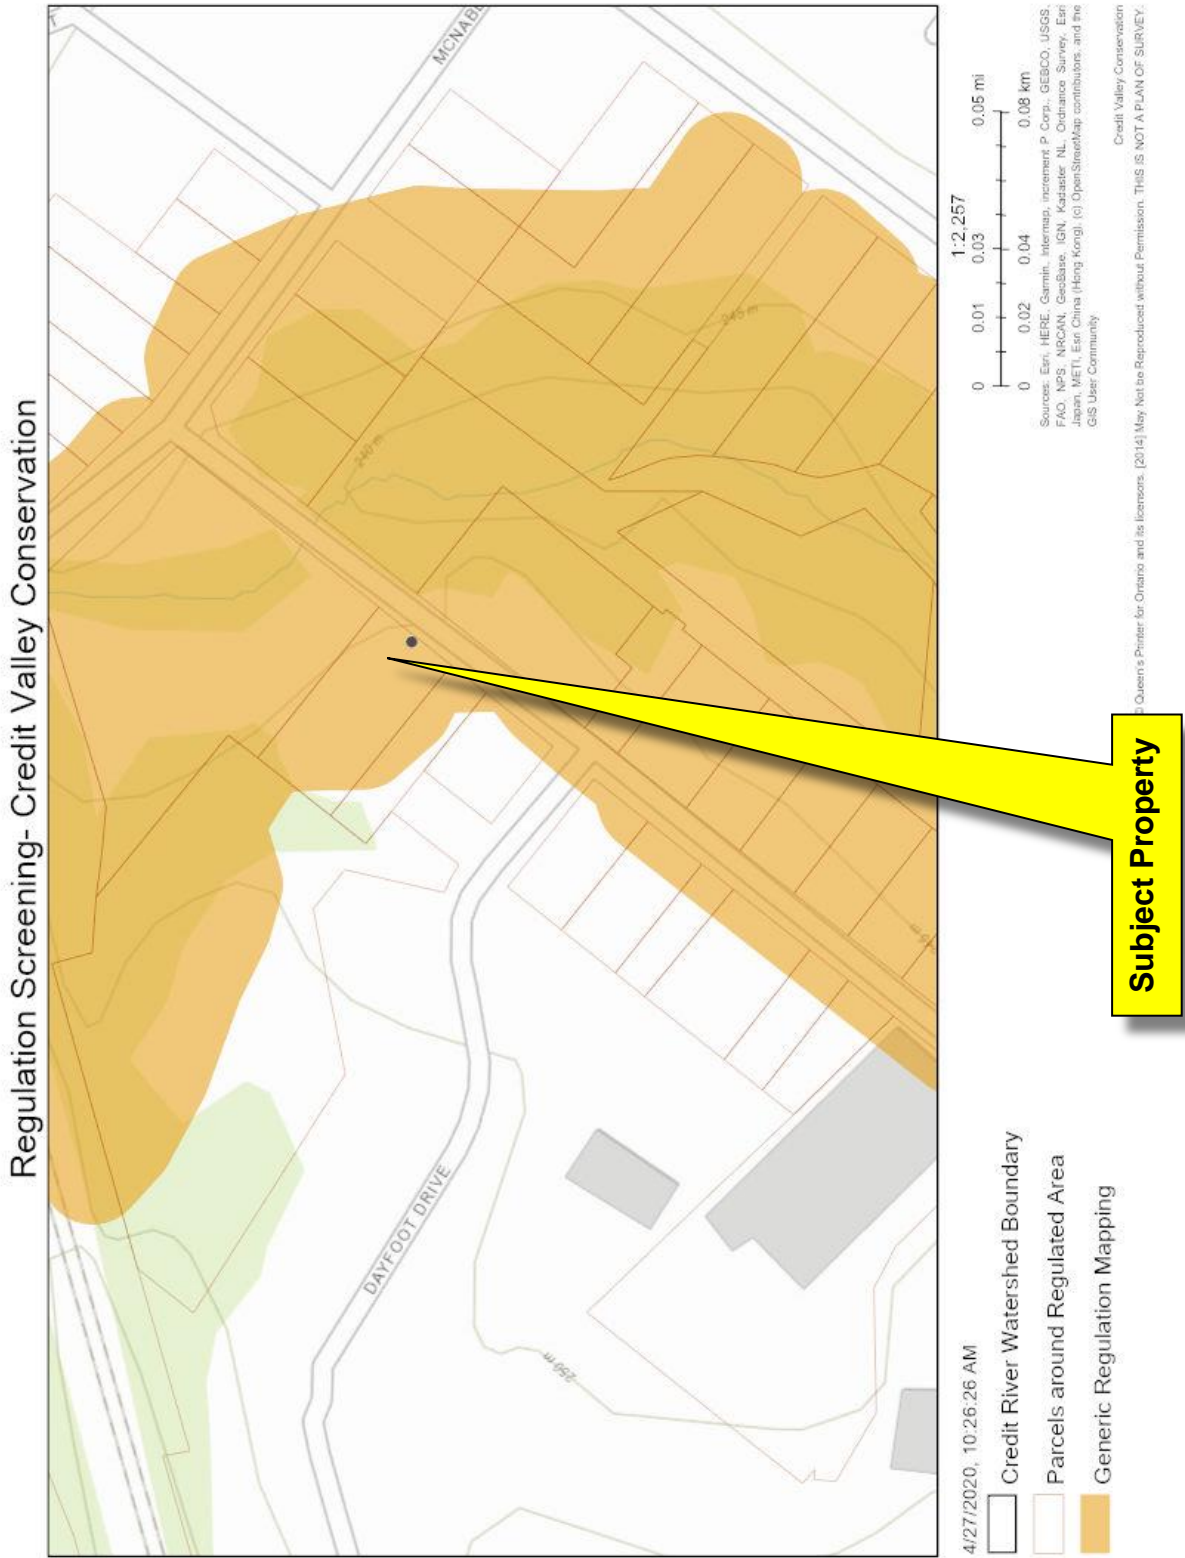 Regulation Screening- Credit Valley Conservation
MCNAB
240 m
245 m
DAYFOOT DRIVE
250 m
4/27/2020, 10:26:26 AM
Credit River Watershed Boundary
Parcels around Regulated Area
Generic Regulation Mapping
Subject Property
1:2,257
0 0.01 0.03 0.05 mi
0 0.02 0.04 0.08 km
Sources: Esri, HERE, Garmin, Intermap, increment P Corp., GEBCO, USGS,
FAO, NPS, NRCAN, GeoBase, IGN, Kadaster NL, Ordnance Survey, Esri
Japan, METI, Esri China (Hong Kong), (c) OpenStreetMap contributors, and the
GIS User Community
Credit Valley Conservation
© Queen's Printer for Ontario and its licensors. [2014] May Not be Reproduced without Permission. THIS IS NOT A PLAN OF SURVEY.